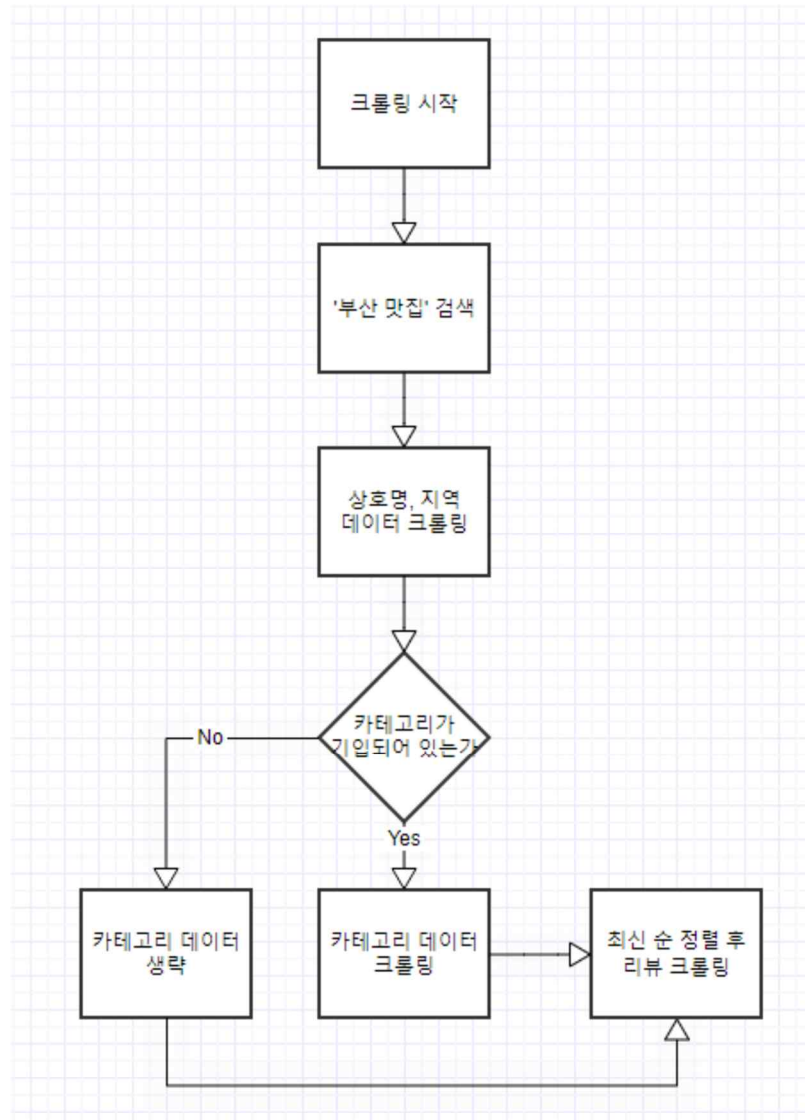 크롤링 시작
'부산 맛집' 검색
상호명, 지역
데이터 크롤링
카테고리가
기입되어 있는가
No
Yes
카테고리 데이터
생략
카테고리 데이터
크롤링
최신 순 정렬 후
리뷰 크롤링